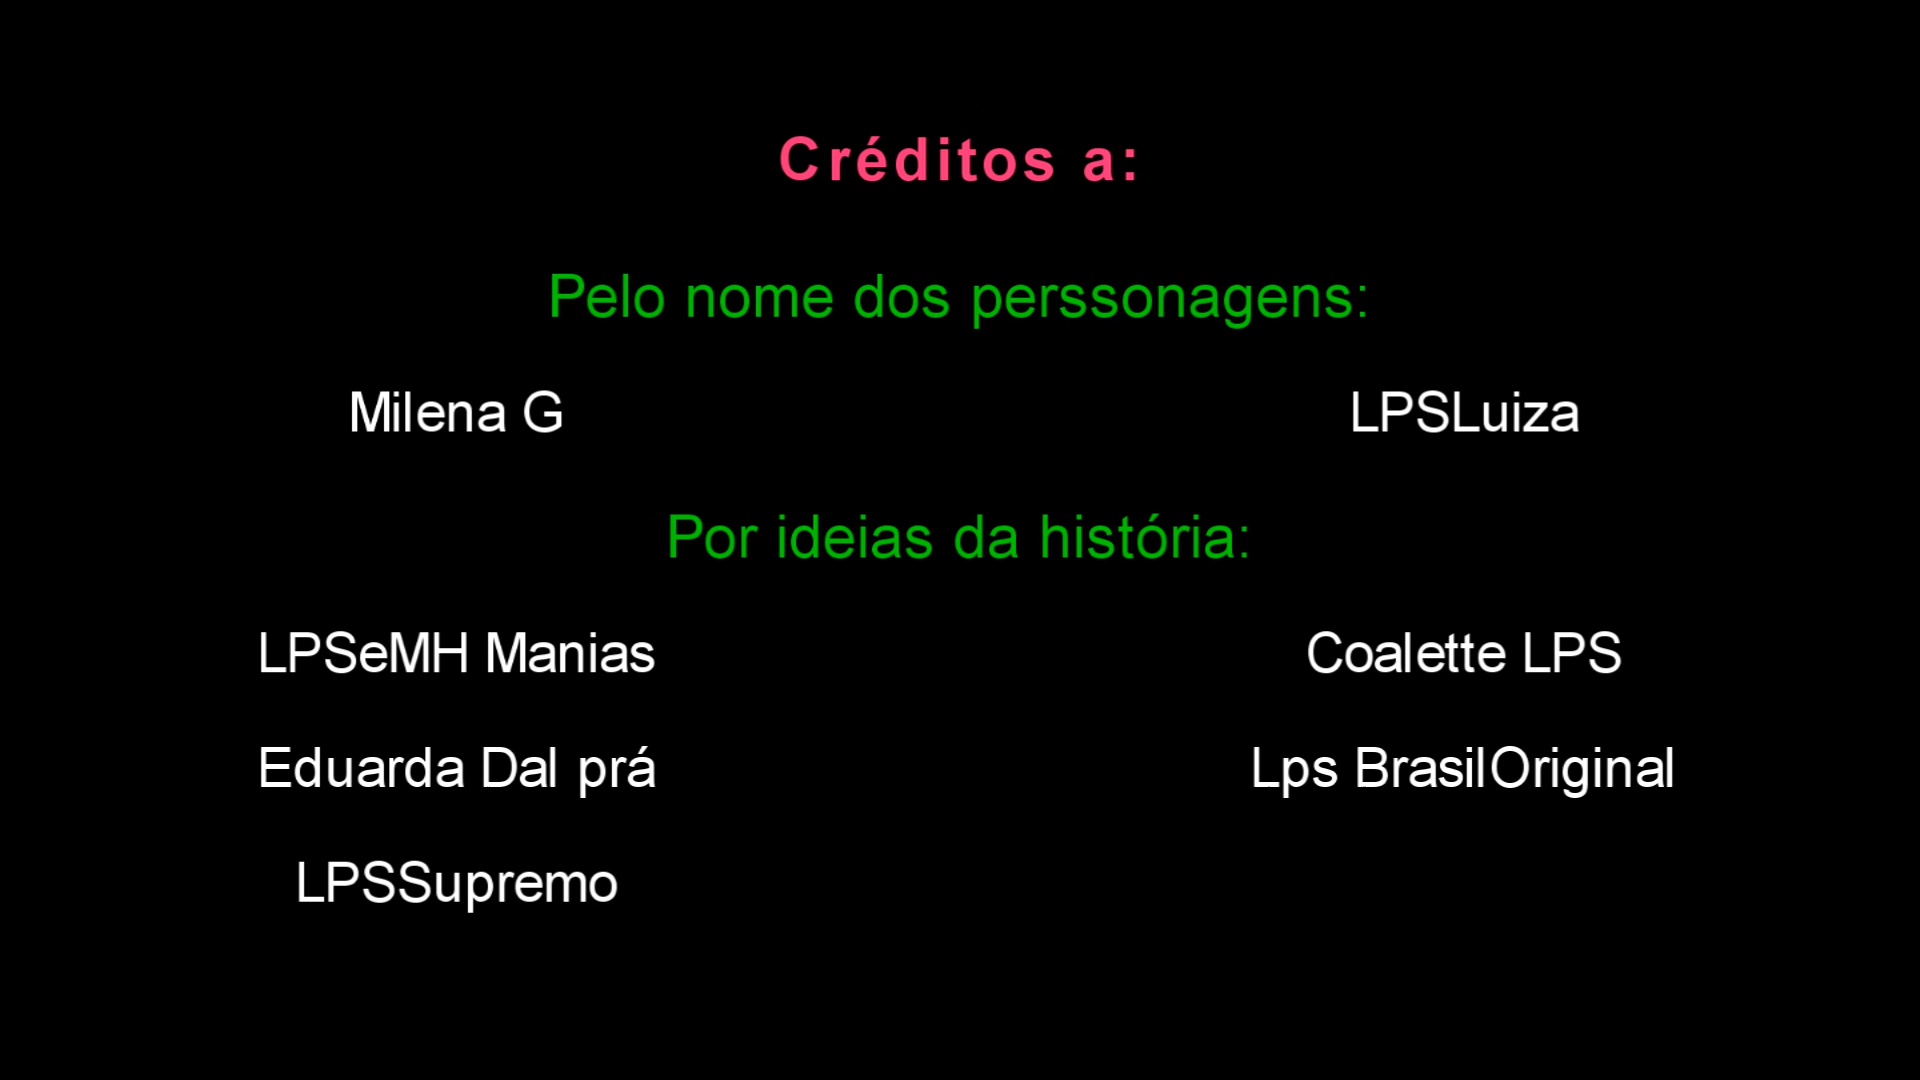 Créditos a:
Pelo nome dos perssonagens:
Milena G LPSLuiza
Por ideias da história:
LPSeMH Manias Coalette LPS
Eduarda Dal prá Lps BrasilOriginal
LPSSupremo